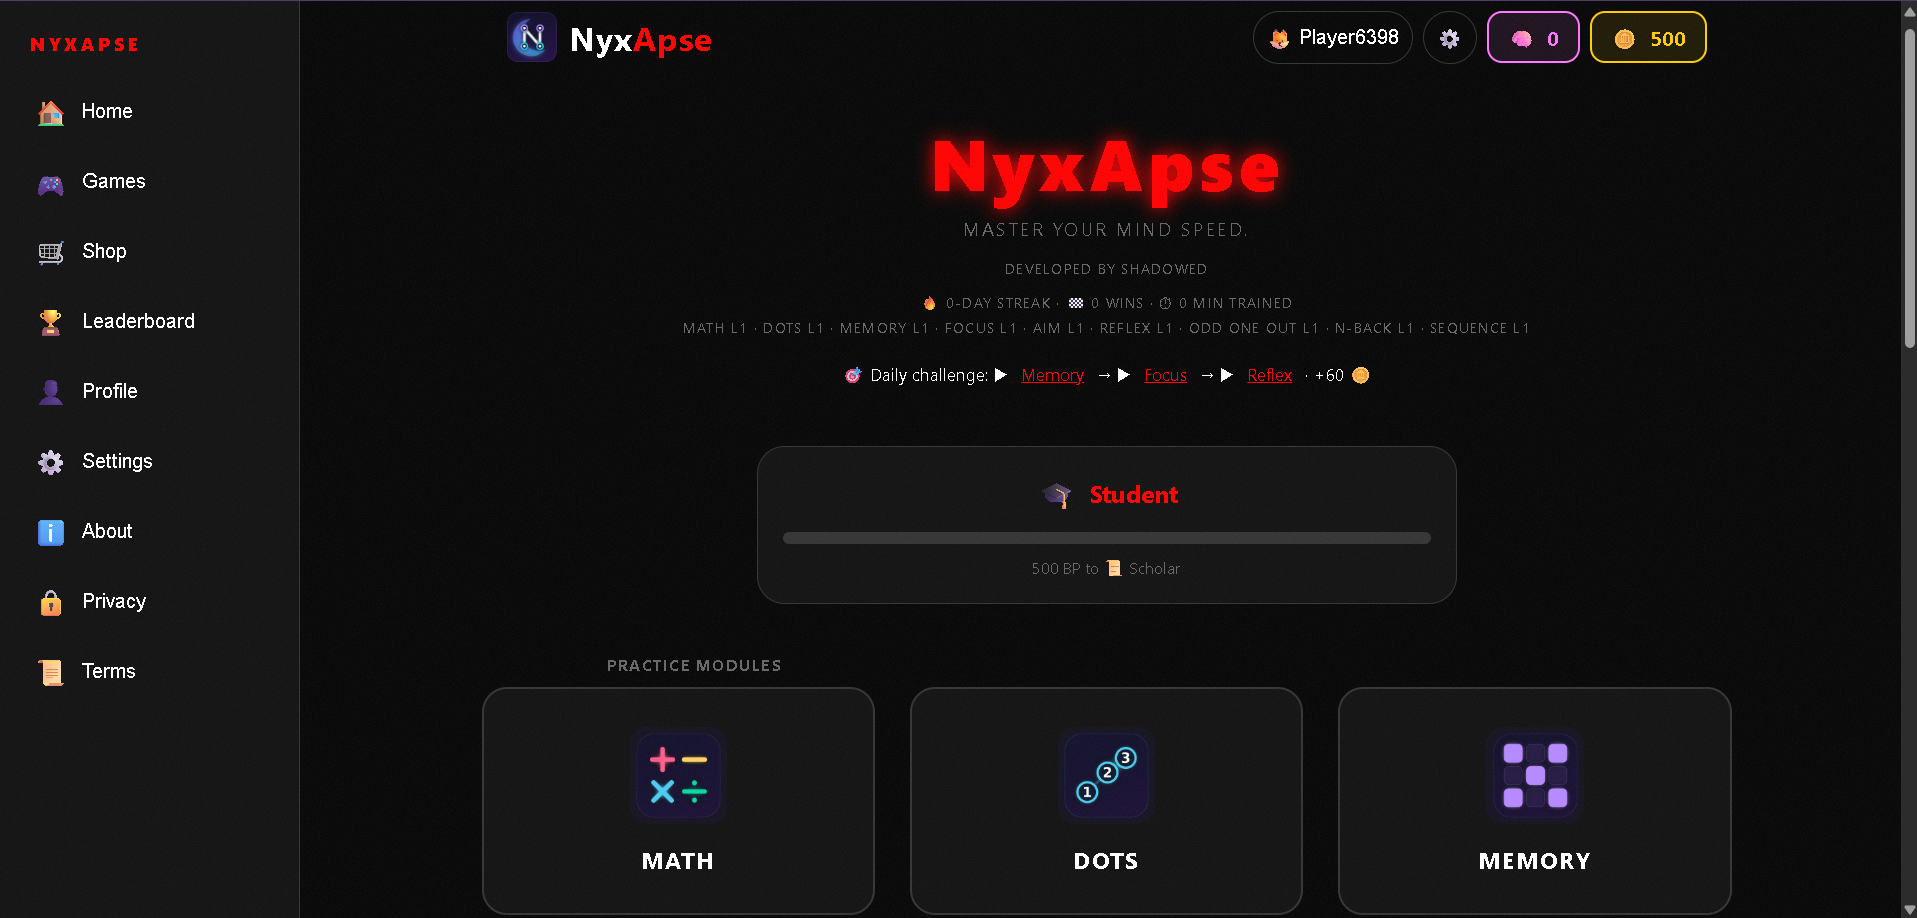 NYXAPSE
Home
Games
Shop
Leaderboard
Profile
Settings
About
Privacy
Terms
N NyxApse
Player6398
0
500
NyxApse
MASTER YOUR MIND SPEED.
DEVELOPED BY SHADOWED
0-DAY STREAK · 0 WINS · 0 MIN TRAINED
MATH L1 · DOTS L1 · MEMORY L1 · FOCUS L1 · AIM L1 · REFLEX L1 · ODD ONE OUT L1 · N-BACK L1 · SEQUENCE L1
Daily challenge: ▶ Memory → ▶ Focus → ▶ Reflex · +60
Student
500 BP to Scholar
PRACTICE MODULES
1 2 3
MATH
DOTS
MEMORY